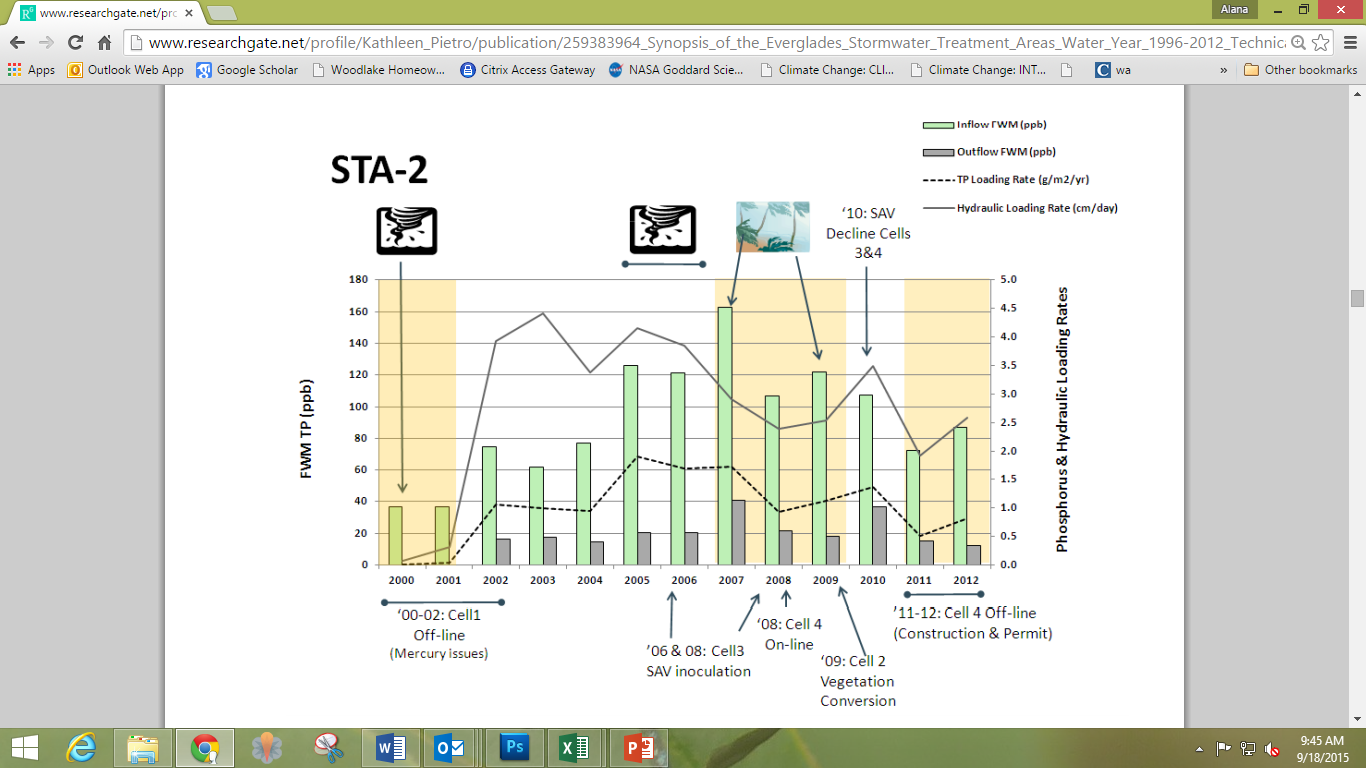 www.researchgate.net/pro
Alana
www.researchgate.net/profile/Kathleen_Pietro/publication/259383964_Synopsis_of_the_Everglades_Stormwater_Treatment_Areas_Water_Year_1996-2012_Technica
Apps Outlook Web App Google Scholar Woodlake Homeow... Citrix Access Gateway NASA Goddard Scie... Climate Change: CLI... Climate Change: INT... wa » Other bookmarks
Inflow FWM (ppb)
Outflow FWM (ppb)
TP Loading Rate (g/m2/yr)
Hydraulic Loading Rate (cm/day)
STA-2
‘10: SAV
Decline Cells
3&4
FWM TP (ppb)
180
160
140
120
100
80
60
40
20
0
5.0
4.5
4.0
3.5
3.0
2.5
2.0
1.5
1.0
0.5
0.0
Phosphorus & Hydraulic Loading Rates
2000 2001 2002 2003 2004 2005 2006 2007 2008 2009 2010 2011 2012
‘00-02: Cell1
Off-line
(Mercury issues)
’06 & 08: Cell3
SAV inoculation
‘08: Cell 4
On-line
‘09: Cell 2
Vegetation
Conversion
’11-12: Cell 4 Off-line
(Construction & Permit)
9:45 AM
9/18/2015